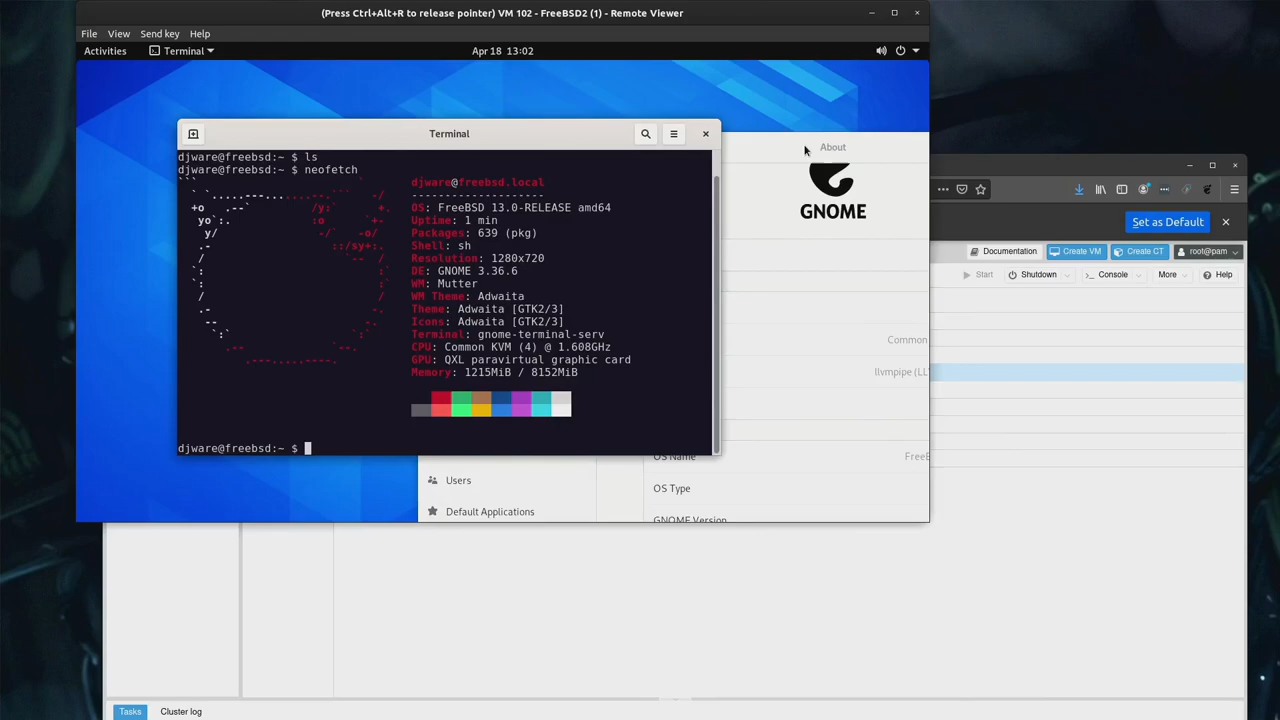 (Press Ctrl+Alt+R to release pointer) VM 102 - FreeBSD2 (1) - Remote Viewer
File View Send key Help
Activities Terminal Apr 18 13:02
Terminal
djware@freebsd:~ $ ls
djware@freebsd:~ $ neofetch
djware@freebsd.local
-------------------- 
OS: FreeBSD 13.0-RELEASE amd64
Uptime: 1 min
Packages: 639 (pkg)
Shell: sh
Resolution: 1280x720
DE: GNOME 3.36.6
WM: Mutter
WM Theme: Adwaita
Theme: Adwaita [GTK2/3]
Icons: Adwaita [GTK2/3]
Terminal: gnome-terminal-serv
CPU: Common KVM (4) @ 1.608GHz
GPU: QXL paravirtual graphic card
Memory: 1215MiB / 8152MiB
djware@freebsd:~ $
About
GNOME
Common
llvmpipe (LL
OS Name FreeB
OS Type
GNOME Version
Users
Default Applications
Set as Default
Documentation Create VM Create CT root@pam
Start Shutdown Console More Help
Tasks Cluster log